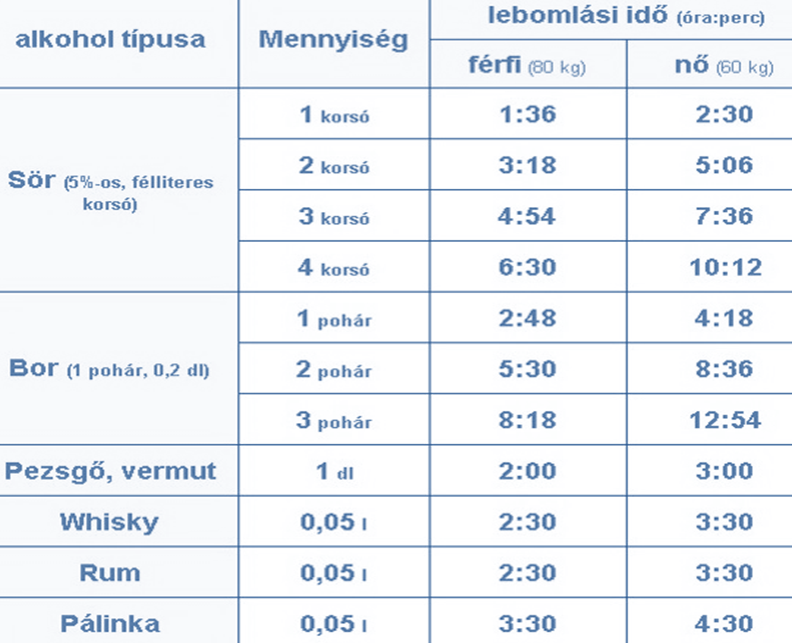 alkohol típusa Mennyiség lebomlási idő (óra:perc)
férfi (80 kg) nő (60 kg)
Sör (5%-os, félliteres
korsó)
1 korsó 1:36 2:30
2 korsó 3:18 5:06
3 korsó 4:54 7:36
4 korsó 6:30 10:12
Bor (1 pohár, 0,2 dl)
1 pohár 2:48 4:18
2 pohár 5:30 8:36
3 pohár 8:18 12:54
Pezsgő, vermut 1 dl 2:00 3:00
Whisky 0,05 l 2:30 3:30
Rum 0,05 l 2:30 3:30
Pálinka 0,05 l 3:30 4:30